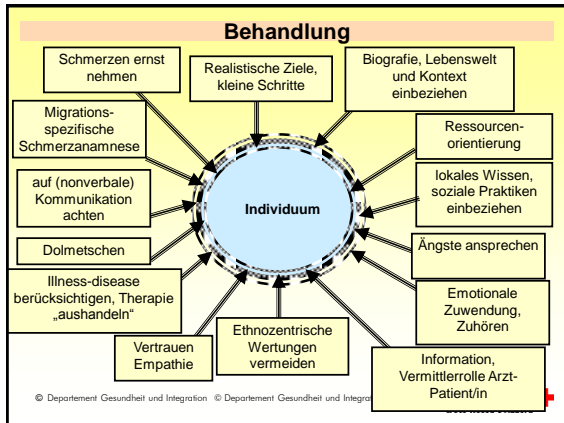 Behandlung
Schmerzen ernst
nehmen
Realistische Ziele,
kleine Schritte
Biografie, Lebenswelt
und Kontext
einbeziehen
Migrations-
spezifische
Schmerzanamnese
Ressourcen-
orientierung
auf (nonverbale)
Kommunikation
achten
Individuum
lokales Wissen,
soziale Praktiken
einbeziehen
Dolmetschen
Ängste ansprechen
Illness-disease
berücksichtigen, Therapie
„aushandeln“
Emotionale
Zuwendung,
Zuhören
Vertrauen
Empathie
Ethnozentrische
Wertungen
vermeiden
Information,
Vermittlerrolle Arzt-
Patient/in
© Departement Gesundheit und Integration © Departement Gesundheit und Integrat